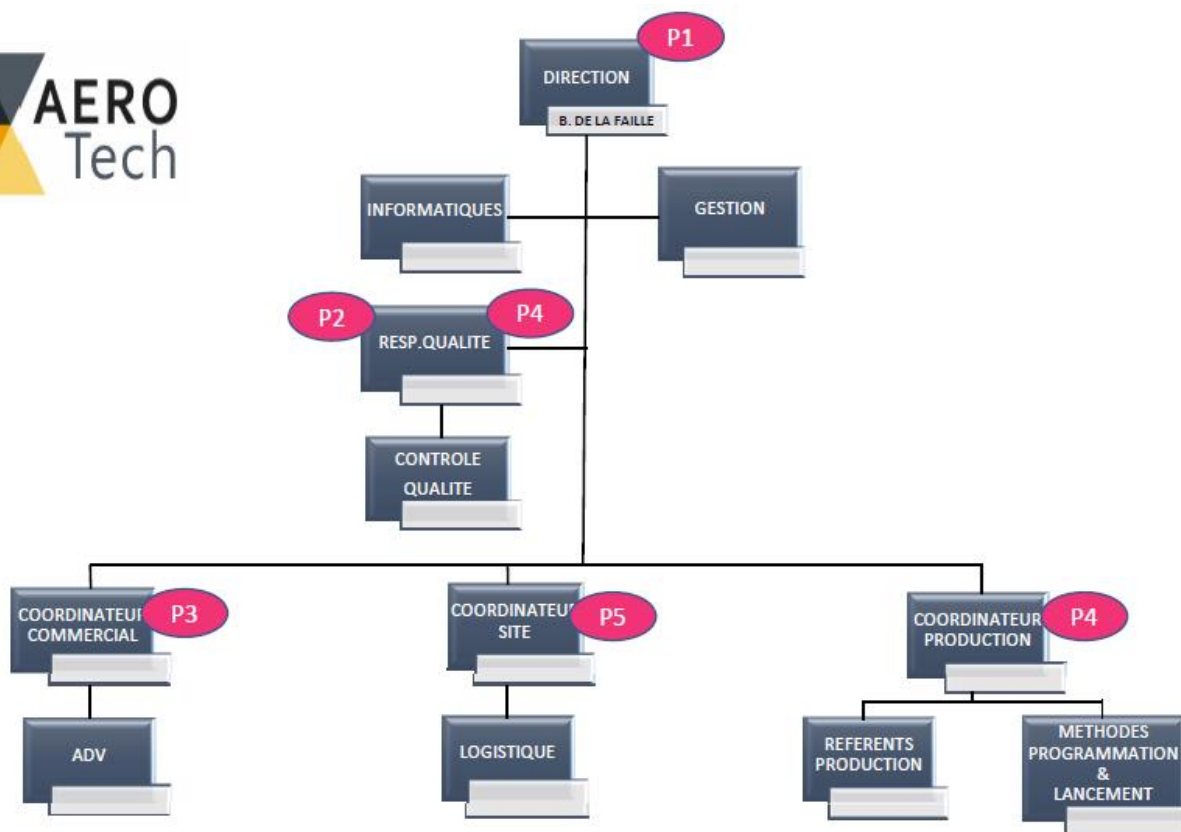 P1
AERO
Tech
DIRECTION
B. DE LA FAILLE
INFORMATIQUES
GESTION
P2
P4
RESP.QUALITE
CONTROLE
QUALITE
COORDINATEUR
COMMERCIAL
P3
COORDINATEUR
SITE
P5
COORDINATEUR
PRODUCTION
P4
ADV
LOGISTIQUE
REFERENTS
PRODUCTION
METHODES
PROGRAMMATION
&
LANCEMENT